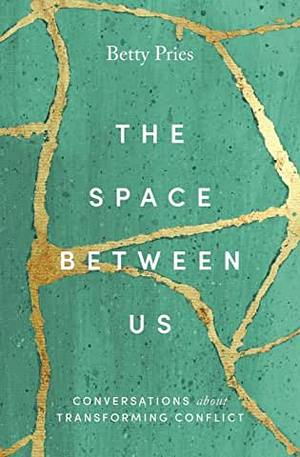 Betty Pries
THE
SPACE
BETWEEN
US
CONVERSATIONS about
TRANSFORMING CONFLICT